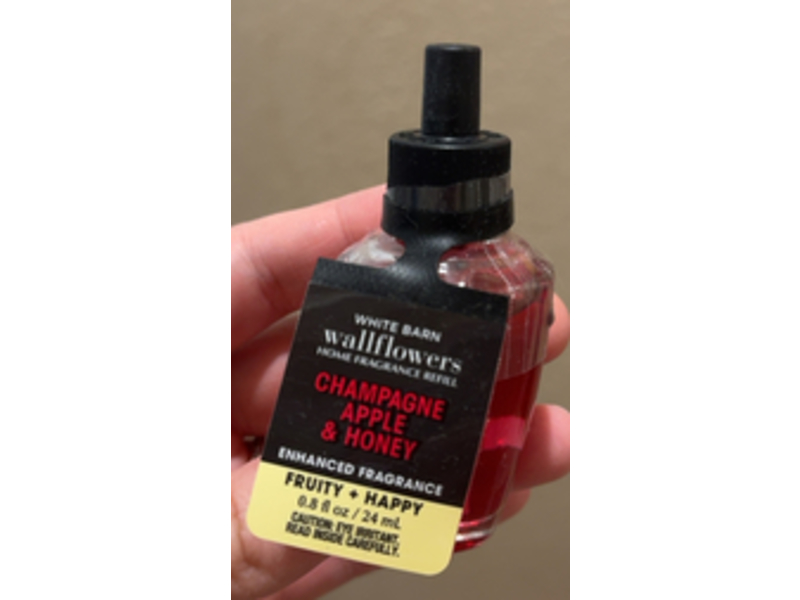 WHITE BARN
wallflowers
HOME FRAGRANCE REFILL
CHAMPAGNE
APPLE
& HONEY
ENHANCED FRAGRANCE
FRUITY + HAPPY
0.8 fl oz / 24 mL
CAUTION: EYE IRRITANT.
READ INSIDE CAREFULLY.